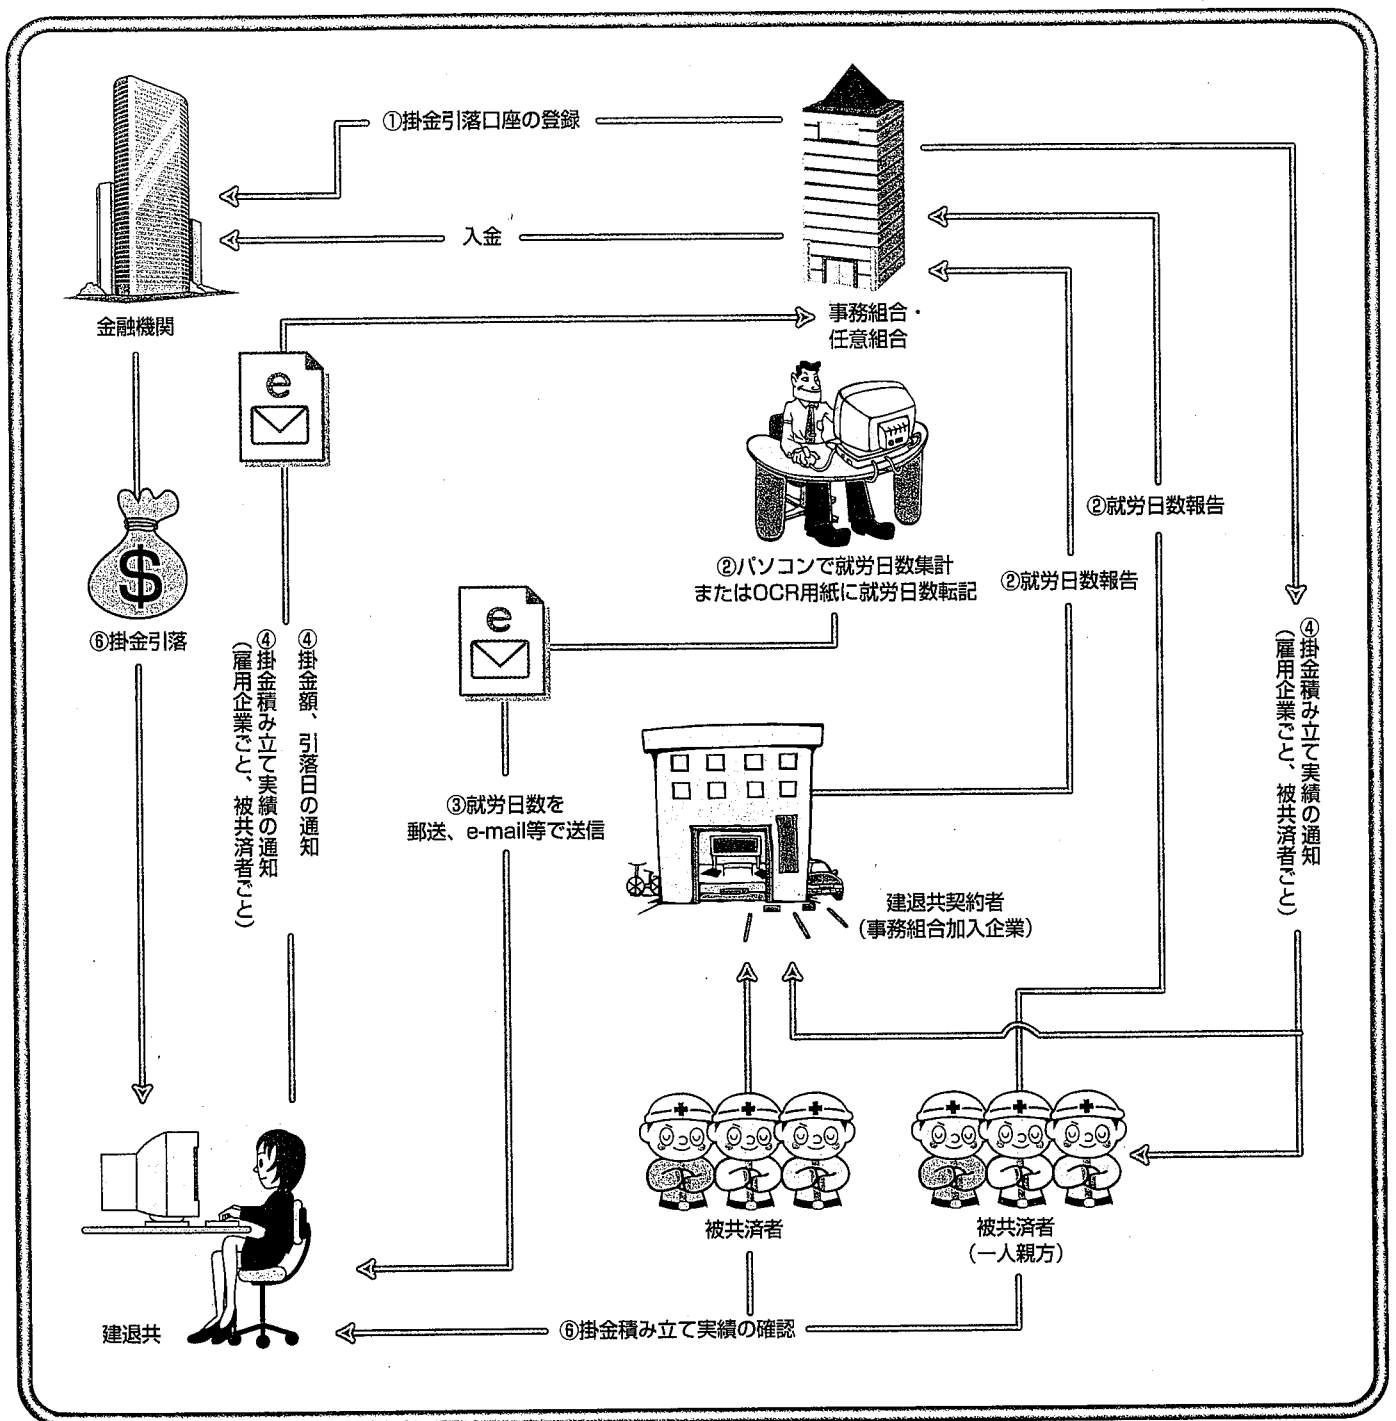 ①掛金引落口座の登録
入金
金融機関
事務組合・
任意組合
e
②就労日数報告
②パソコンで就労日数集計
またはOCR用紙に就労日数転記
②就労日数報告
e
$
⑥掛金引落
④掛金額、引落日の通知
④掛金積み立て実績の通知
(雇用企業ごと、被共済者ごと)
④掛金積み立て実績の通知
(雇用企業ごと、被共済者ごと)
③就労日数を
郵送、e-mail等で送信
建退共契約者
(事務組合加入企業)
被共済者
被共済者
(一人親方)
⑥掛金積み立て実績の確認
建退共